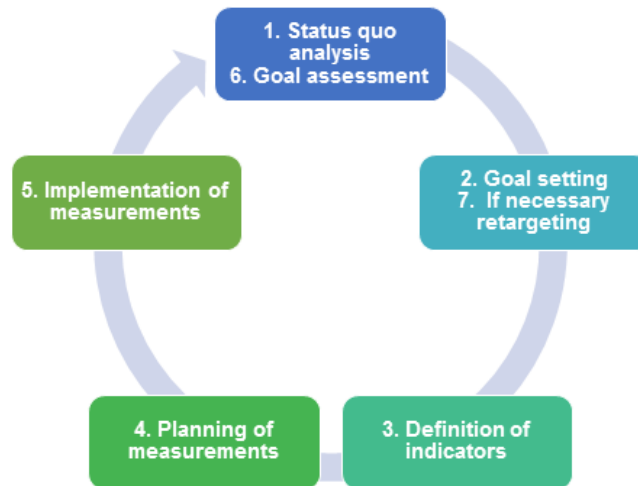 1. Status quo
analysis
6. Goal assessment
2. Goal setting
7. If necessary
retargeting
3. Definition of
indicators
4. Planning of
measurements
5. Implementation of
measurements